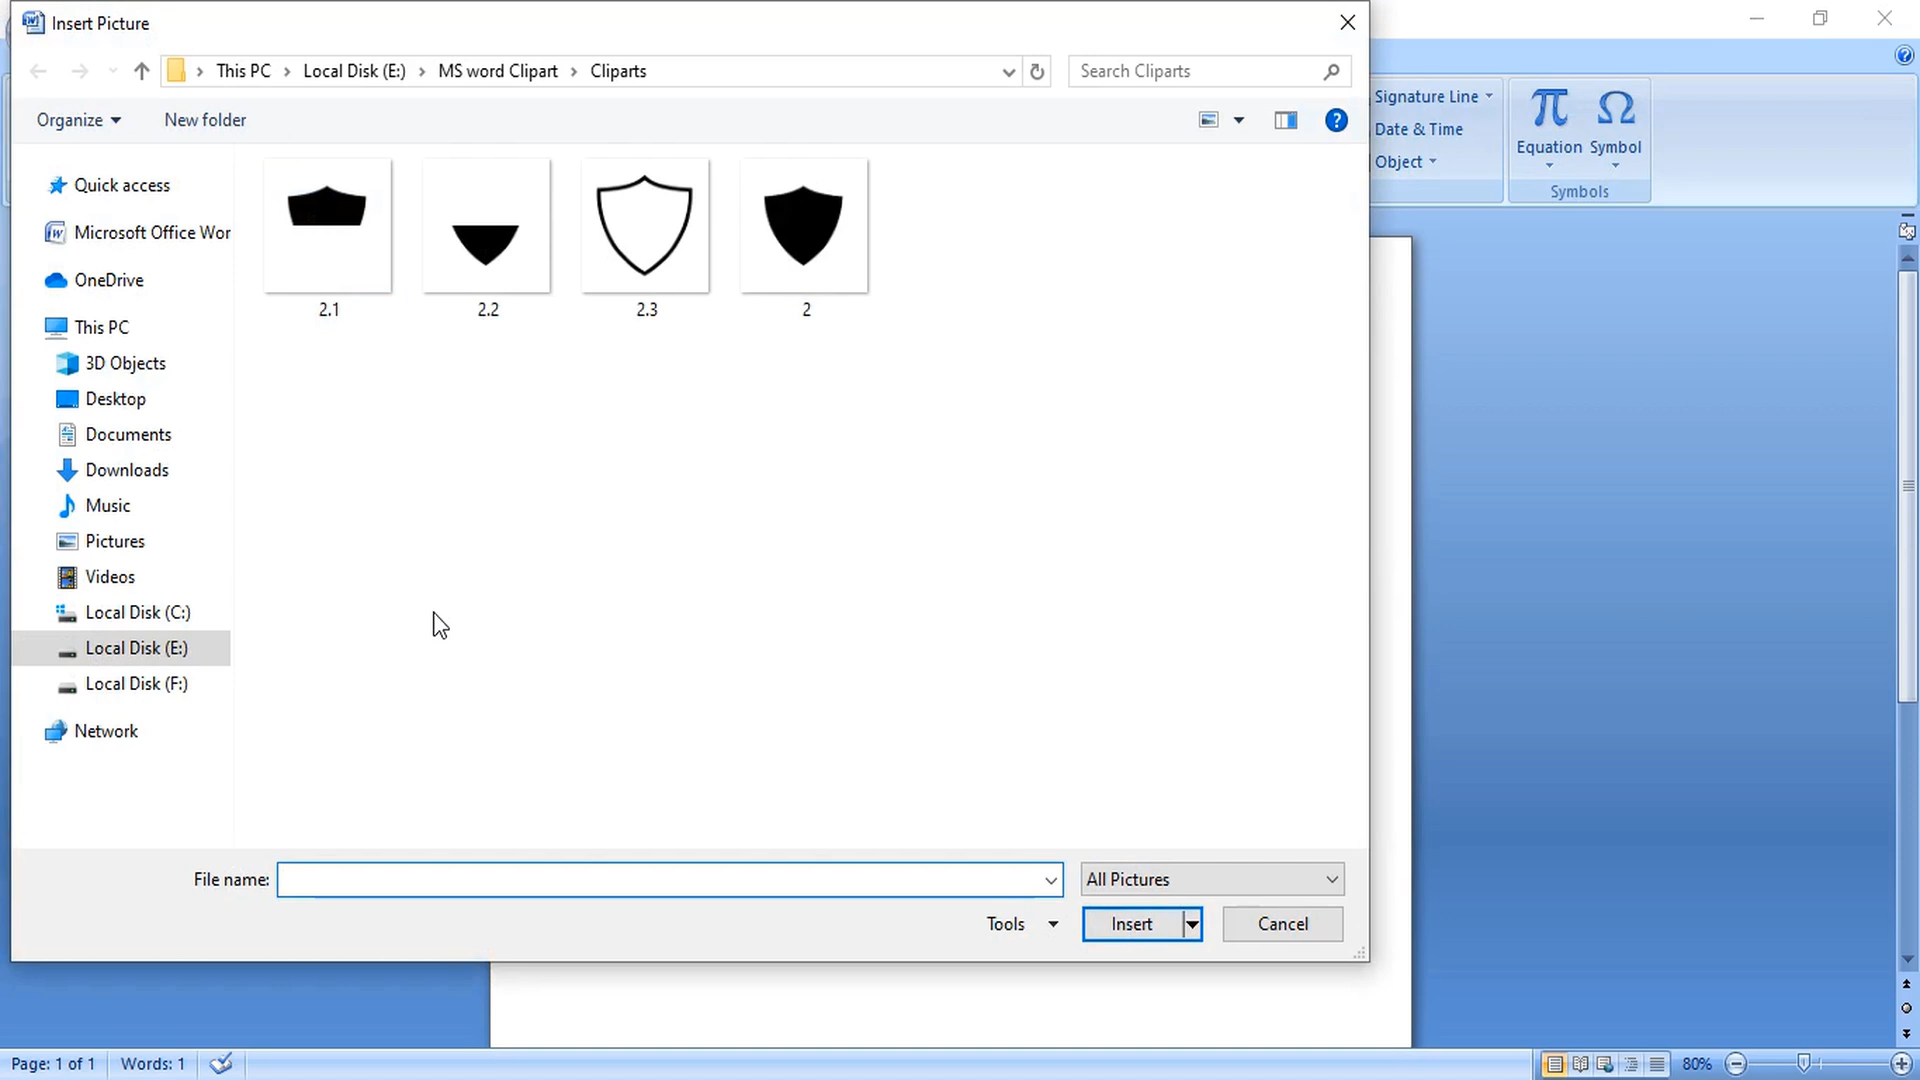 Insert Picture
This PC
Local Disk (E:)
MS word Clipart
Cliparts
Search Cliparts
Organize
New folder
Signature Line
Date & Time
Object
Equation
Symbol
Symbols
Quick access
Microsoft Office Wor
OneDrive
This PC
3D Objects
Desktop
Documents
Downloads
Music
Pictures
Videos
Local Disk (C:)
Local Disk (E:)
Local Disk (F:)
Network
2.1
2.2
2.3
2
File name:
All Pictures
Tools
Insert
Cancel
Page: 1 of 1
Words: 1
80%